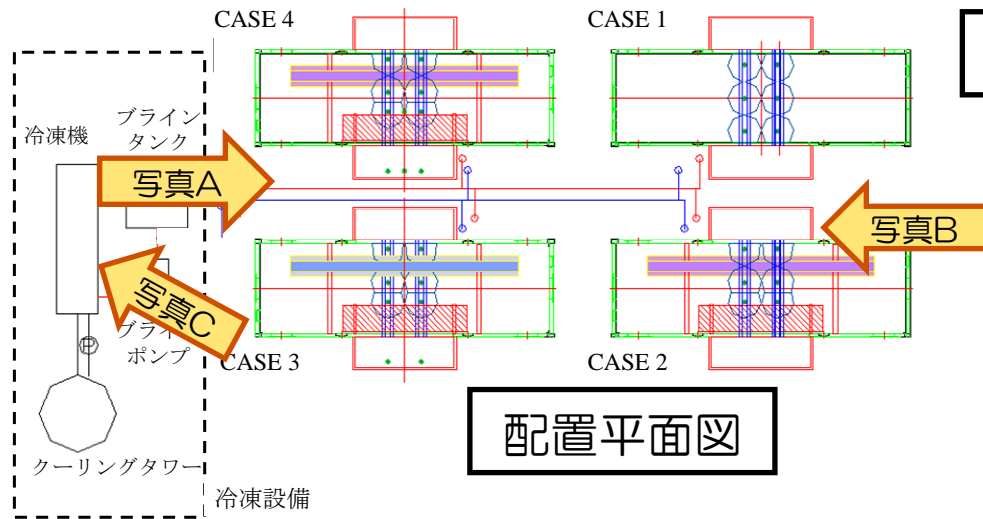 CASE 4
CASE 1
冷凍機
ブライン
タンク
写真A
写真B
写真C
P
ブライン
ポンプ
CASE 3
CASE 2
配置平面図
クーリングタワー
冷凍設備